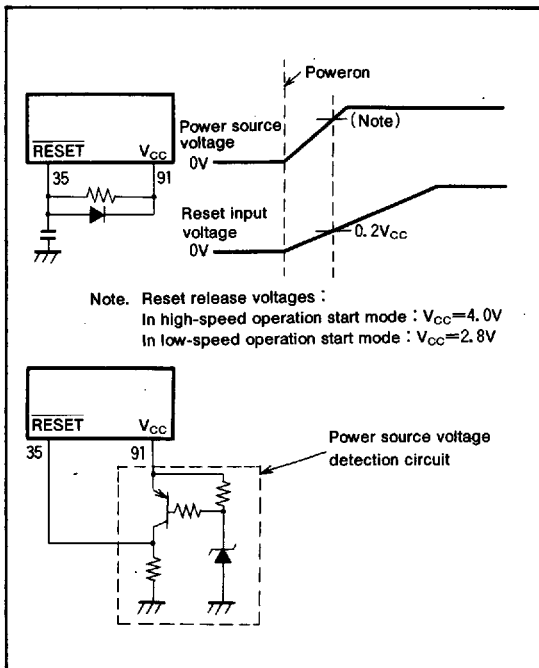 Poweron
Power source
voltage
0V
(Note)
RESET
VCC
35
91
Reset input
voltage
0V
0.2VCC
Note. Reset release voltages :
In high-speed operation start mode : VCC=4.0V
In low-speed operation start mode : VCC=2.8V
RESET
VCC
35
91
Power source voltage
detection circuit